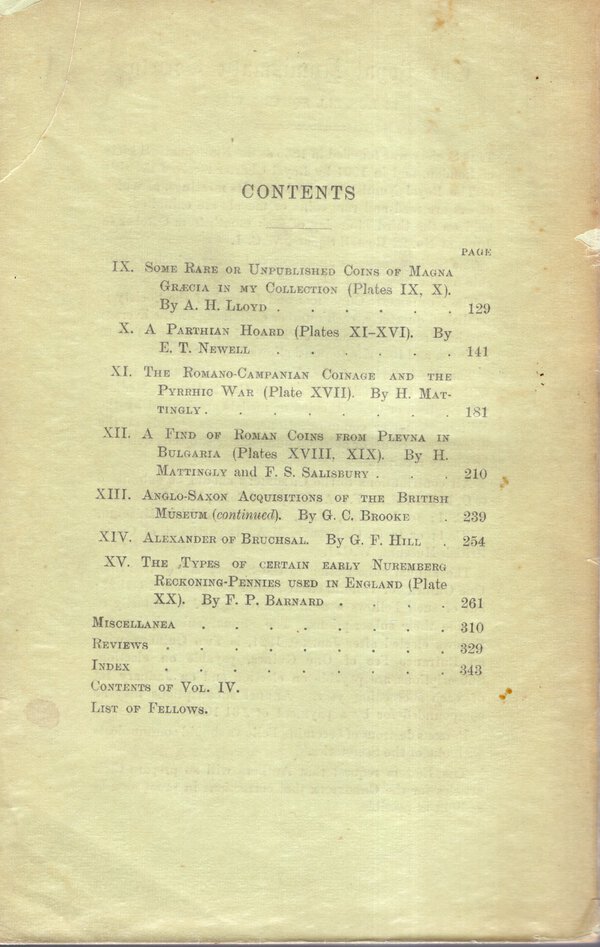 CONTENTS
PAGE
IX. Some Rare or Unpublished Coins of Magna
Græcia in my Collection (Plates IX, X).
By A. H. Lloyd . . . . . . 129
X. A Parthian Hoard (Plates XI–XVI). By
E. T. Newell . . . . . . 141
XI. The Romano-Campanian Coinage and the
Pyrrhic War (Plate XVII). By H. Mat-
tingly . . . . . . . . 181
XII. A Find of Roman Coins from Plevna in
Bulgaria (Plates XVIII, XIX). By H.
Mattingly and F. S. Salisbury . . . 210
XIII. Anglo-Saxon Acquisitions of the British
Museum (continued). By G. C. Brooke . 239
XIV. Alexander of Bruchsal. By G. F. Hill . 254
XV. The Types of certain early Nuremberg
Reckoning-Pennies used in England (Plate
XX). By F. P. Barnard . . . . 261
Miscellanea . . . . . . . . 310
Reviews . . . . . . . . . 329
Index . . . . . . . . . 343
Contents of Vol. IV.
List of Fellows.